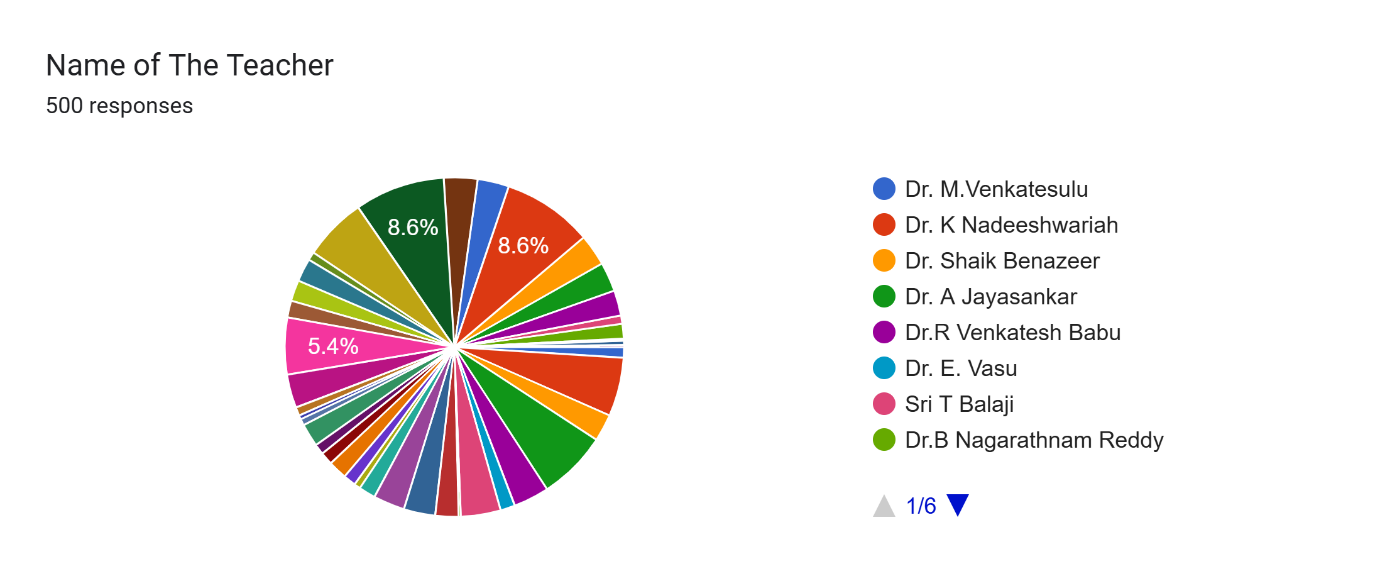 Name of The Teacher
500 responses
8.6%
8.6%
5.4%
Dr. M.Venkatesulu
Dr. K Nadeeshwariah
Dr. Shaik Benazeer
Dr. A Jayasankar
Dr.R Venkatesh Babu
Dr. E. Vasu
Sri T Balaji
Dr.B Nagarathnam Reddy
1/6